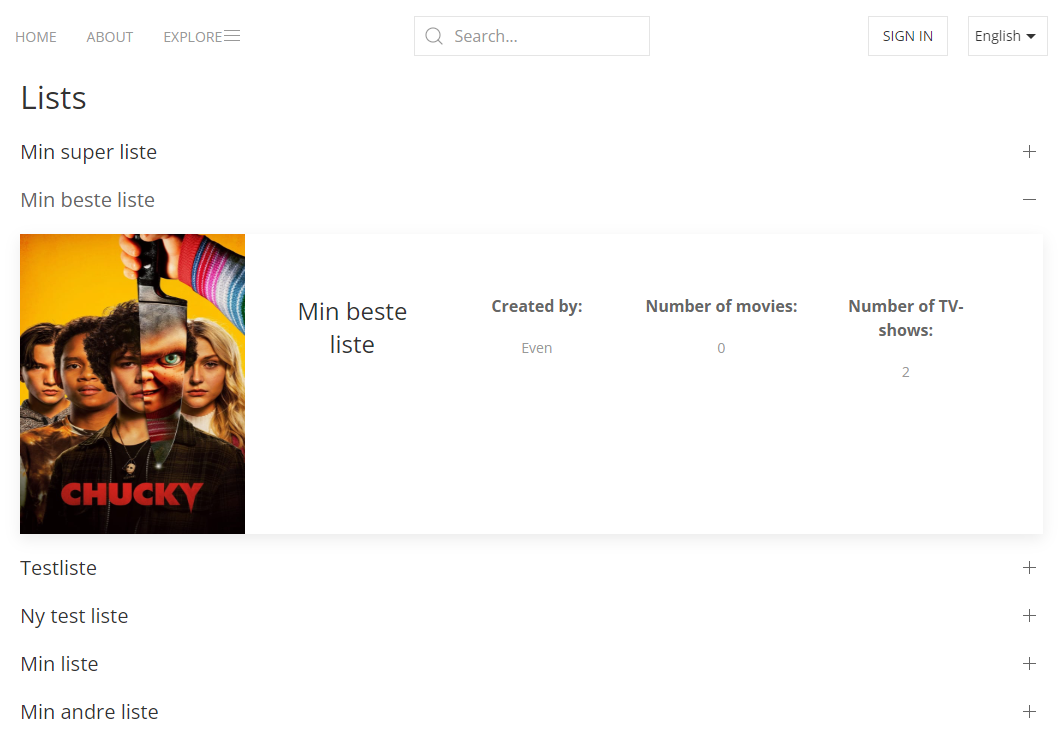 HOME ABOUT EXPLORE Search... SIGN IN English
Lists
Min super liste
Min beste liste
Min beste
liste
Created by:
Even
Number of movies:
0
Number of TV-
shows:
2
CHUCKY
Testliste
Ny test liste
Min liste
Min andre liste